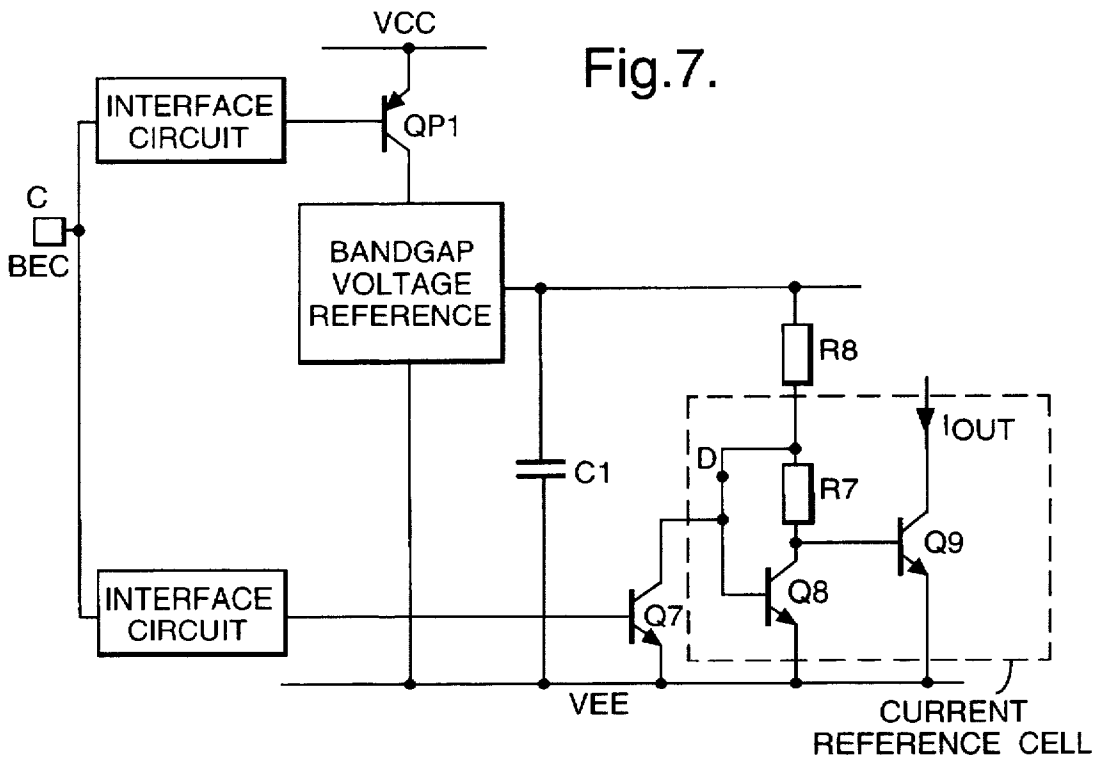 VCC
Fig.7.
INTERFACE
CIRCUIT
QP1
C
BEC
BANDGAP
VOLTAGE
REFERENCE
R8
IOUT
D
C1
R7
Q9
INTERFACE
CIRCUIT
Q7
Q8
VEE
CURRENT
REFERENCE CELL